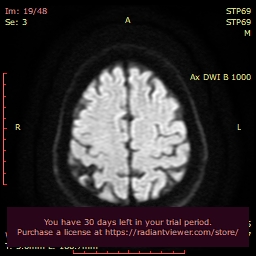 Im: 19/48
Se: 3
A
STP69
STP69
M
Ax DWI B 1000
R
L
You have 30 days left in your trial period.
Purchase a license at https://radiantviewer.com/store/